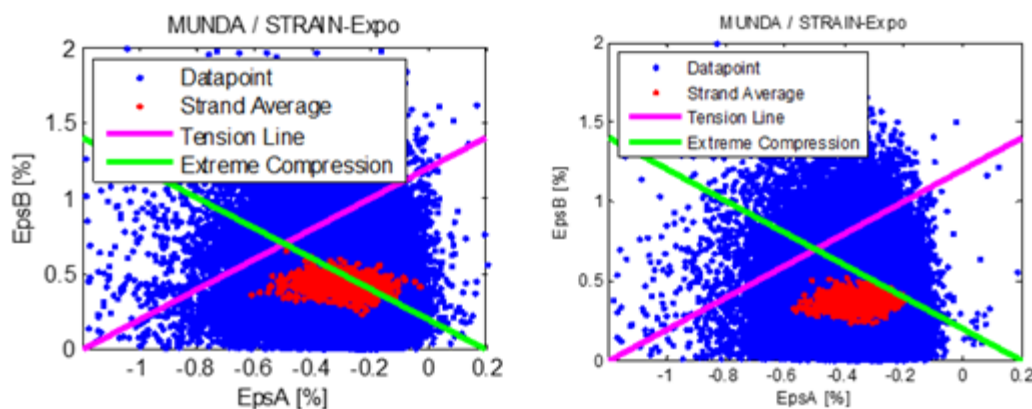 MUNDA / STRAIN-Expo
2
1.5
1
0.5
0
EpsB [%]
Datapoint
Strand Average
Tension Line
Extreme Compression
-1 -0.8 -0.6 -0.4 -0.2 0 0.2
EpsA [%]
MUNDA / STRAIN-Expo
2
1.5
1
0.5
0
EpsB [%]
Datapoint
Strand Average
Tension Line
Extreme Compression
-1 -0.8 -0.6 -0.4 -0.2 0 0.2
EpsA [%]